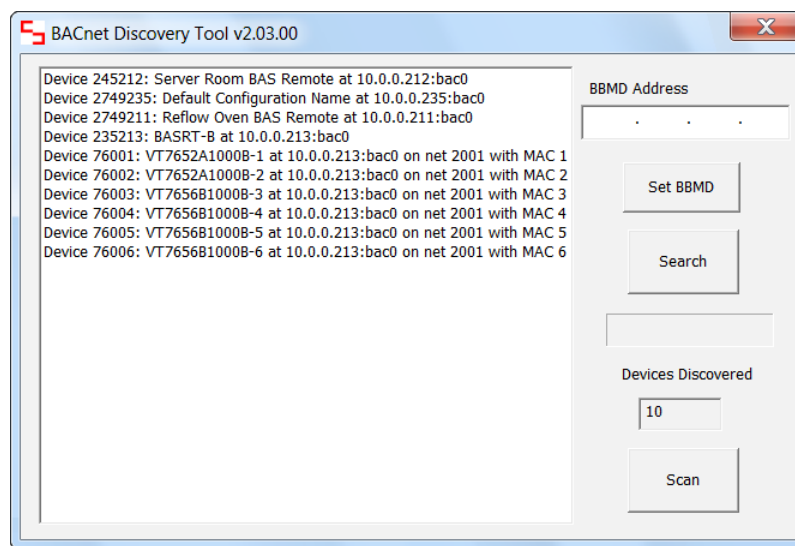 BACnet Discovery Tool v2.03.00
Device 245212: Server Room BAS Remote at 10.0.0.212:bac0
Device 2749235: Default Configuration Name at 10.0.0.235:bac0
Device 2749211: Reflow Oven BAS Remote at 10.0.0.211:bac0
Device 235213: BASRT-B at 10.0.0.213:bac0
Device 76001: VT7652A1000B-1 at 10.0.0.213:bac0 on net 2001 with MAC 1
Device 76002: VT7652A1000B-2 at 10.0.0.213:bac0 on net 2001 with MAC 2
Device 76003: VT7656B1000B-3 at 10.0.0.213:bac0 on net 2001 with MAC 3
Device 76004: VT7656B1000B-4 at 10.0.0.213:bac0 on net 2001 with MAC 4
Device 76005: VT7656B1000B-5 at 10.0.0.213:bac0 on net 2001 with MAC 5
Device 76006: VT7656B1000B-6 at 10.0.0.213:bac0 on net 2001 with MAC 6
BBMD Address
. . .
Set BBMD
Search
Devices Discovered
10
Scan